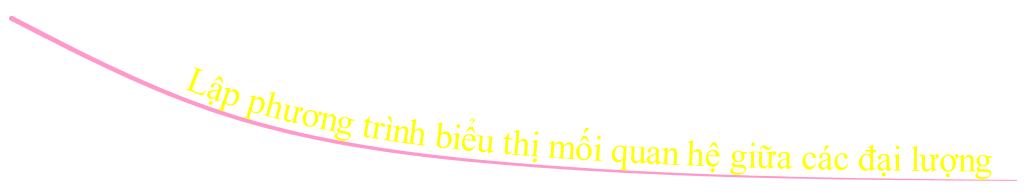 Lập phương trình biểu thị mối quan hệ giữa các đại lượng